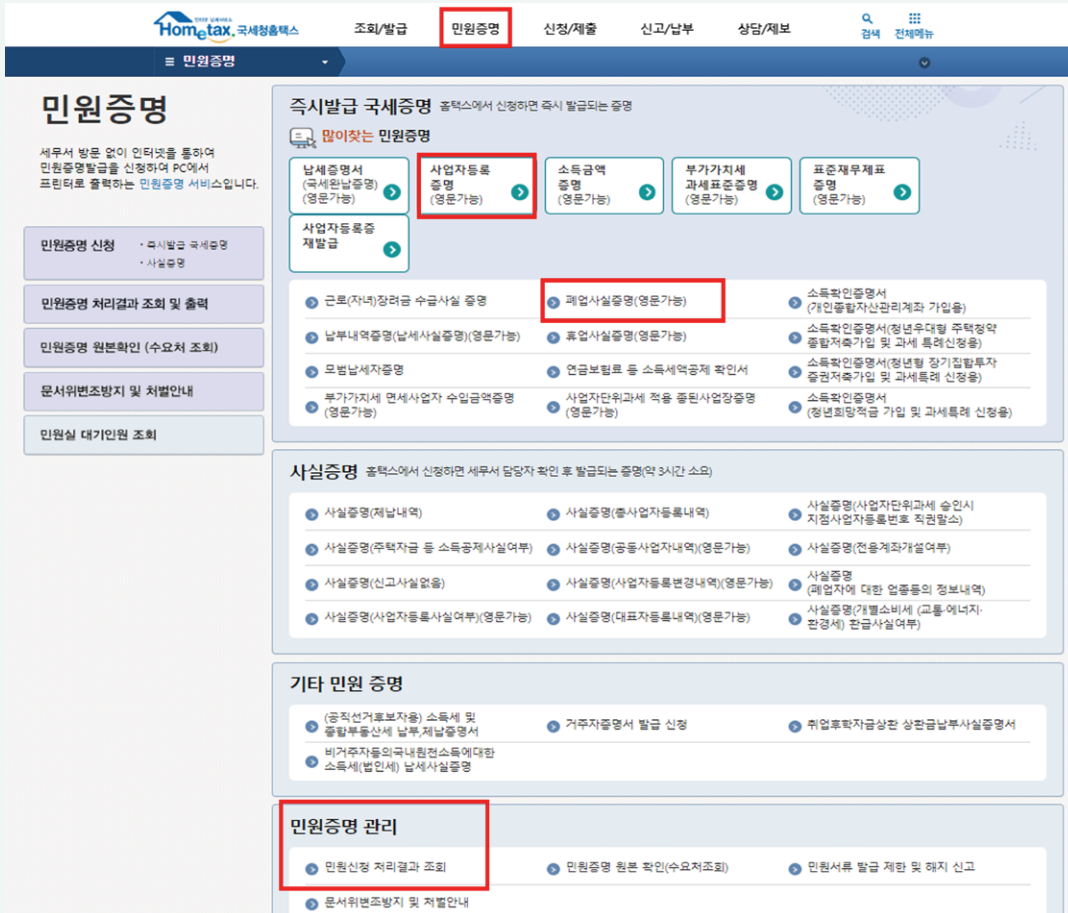 인터넷 납세서비스
Hometax. 국세청홈택스
조회/발급
민원증명
신청/제출
신고/납부
상담/제보
검색
전체메뉴
민원증명
민원증명
세무서 방문 없이 인터넷을 통하여
민원증명발급을 신청하여 PC에서
프린터로 출력하는 민원증명 서비스입니다.
민원증명 신청
· 즉시발급 국세증명
· 사실증명
민원증명 처리결과 조회 및 출력
민원증명 원본확인 (수요처 조회)
문서위변조방지 및 처벌안내
민원실 대기인원 조회
즉시발급 국세증명 홈택스에서 신청하면 즉시 발급되는 증명
많이찾는 민원증명
납세증명서
(국세완납증명)
(영문가능)
사업자등록
증명
(영문가능)
소득금액
증명
(영문가능)
부가가치세
과세표준증명
(영문가능)
표준재무제표
증명
(영문가능)
사업자등록증
재발급
근로(자녀)장려금 수급사실 증명
폐업사실증명(영문가능)
소득확인증명서
(개인종합자산관리계좌 가입용)
납부내역증명(납세사실증명)(영문가능)
휴업사실증명(영문가능)
소득확인증명서(청년우대형 주택청약
종합저축가입 및 과세 특례신청용)
모범납세자증명
연금보험료 등 소득세액공제 확인서
소득확인증명서(청년형 장기집합투자
증권저축가입 및 과세특례 신청용)
부가가치세 면세사업자 수입금액증명
(영문가능)
사업자단위과세 적용 종된사업장증명
(영문가능)
소득확인증명서
(청년희망적금 가입 및 과세특례 신청용)
사실증명 홈택스에서 신청하면 세무서 담당자 확인 후 발급되는 증명(약 3시간 소요)
사실증명(체납내역)
사실증명(총사업자등록내역)
사실증명(사업자단위과세 승인시
지점사업자등록번호 직권말소)
사실증명(주택자금 등 소득공제사실여부)
사실증명(공동사업자내역)(영문가능)
사실증명(전용계좌개설여부)
사실증명(신고사실없음)
사실증명(사업자등록변경내역)(영문가능)
사실증명
(폐업자에 대한 업종등의 정보내역)
사실증명(사업자등록사실여부)(영문가능)
사실증명(대표자등록내역)(영문가능)
사실증명(개별소비세 (교통·에너지·
환경세) 환급사실여부)
기타 민원 증명
(공직선거후보자용) 소득세 및
종합부동산세 납부,체납증명서
거주자증명서 발급 신청
취업후학자금상환 상환금납부사실증명서
비거주자등의국내원천소득에대한
소득세(법인세) 납세사실증명
민원증명 관리
민원신청 처리결과 조회
민원증명 원본 확인(수요처조회)
민원서류 발급 제한 및 해지 신고
문서위변조방지 및 처벌안내